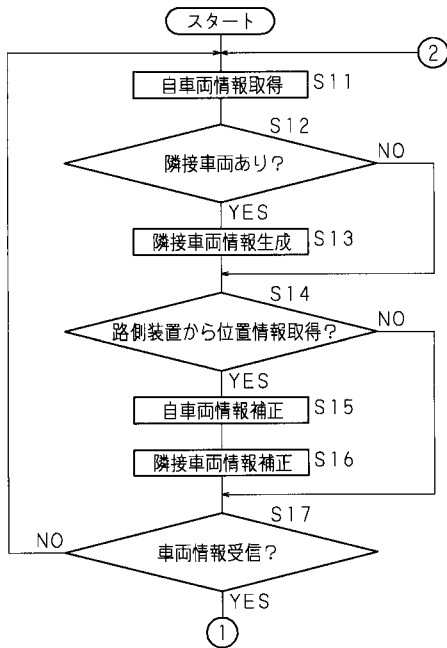 スタート
2
自車両情報取得 S11
S12
隣接車両あり? NO
YES
隣接車両情報生成 S13
S14
路側装置から位置情報取得? NO
YES
自車両情報補正 S15
隣接車両情報補正 S16
S17
NO 車両情報受信?
YES
1